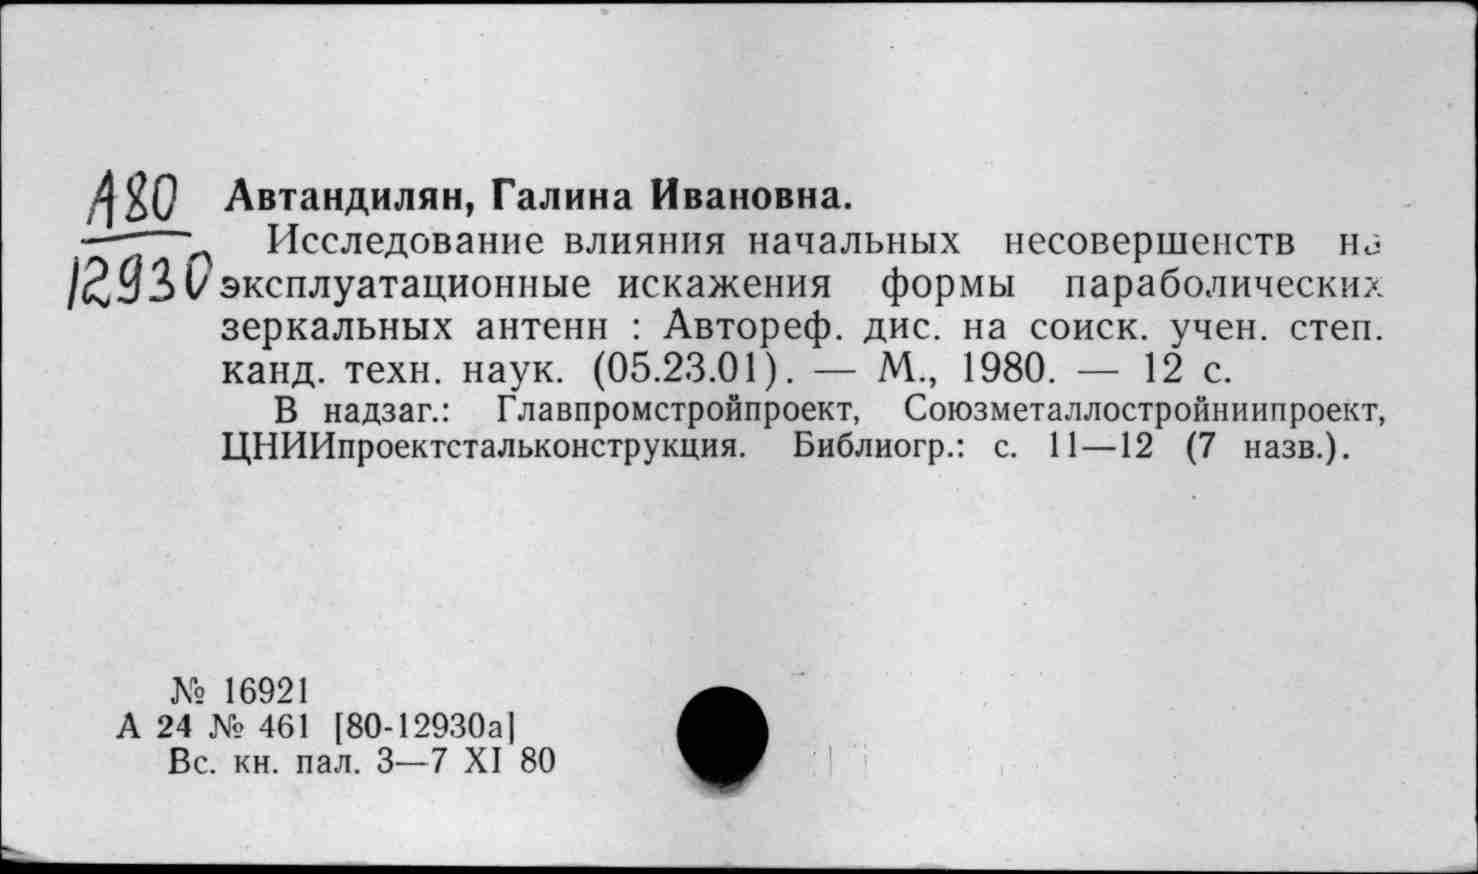 А80
12930
Автандилян, Галина Ивановна.
Исследование влияния начальных несовершенств на
эксплуатационные искажения формы параболических
зеркальных антенн : Автореф. дис. на соиск. учен. степ.
канд. техн. наук. (05.23.01). — М., 1980. — 12 с.
В надзаг.: Главпромстройпроект, Союзметаллостройниипроект,
ЦНИИпроектстальконструкция. Библиогр.: с. 11—12 (7 назв.).
№ 16921
А 24 № 461 [80-12930а]
Вс. кн. пал. 3—7 XI 80